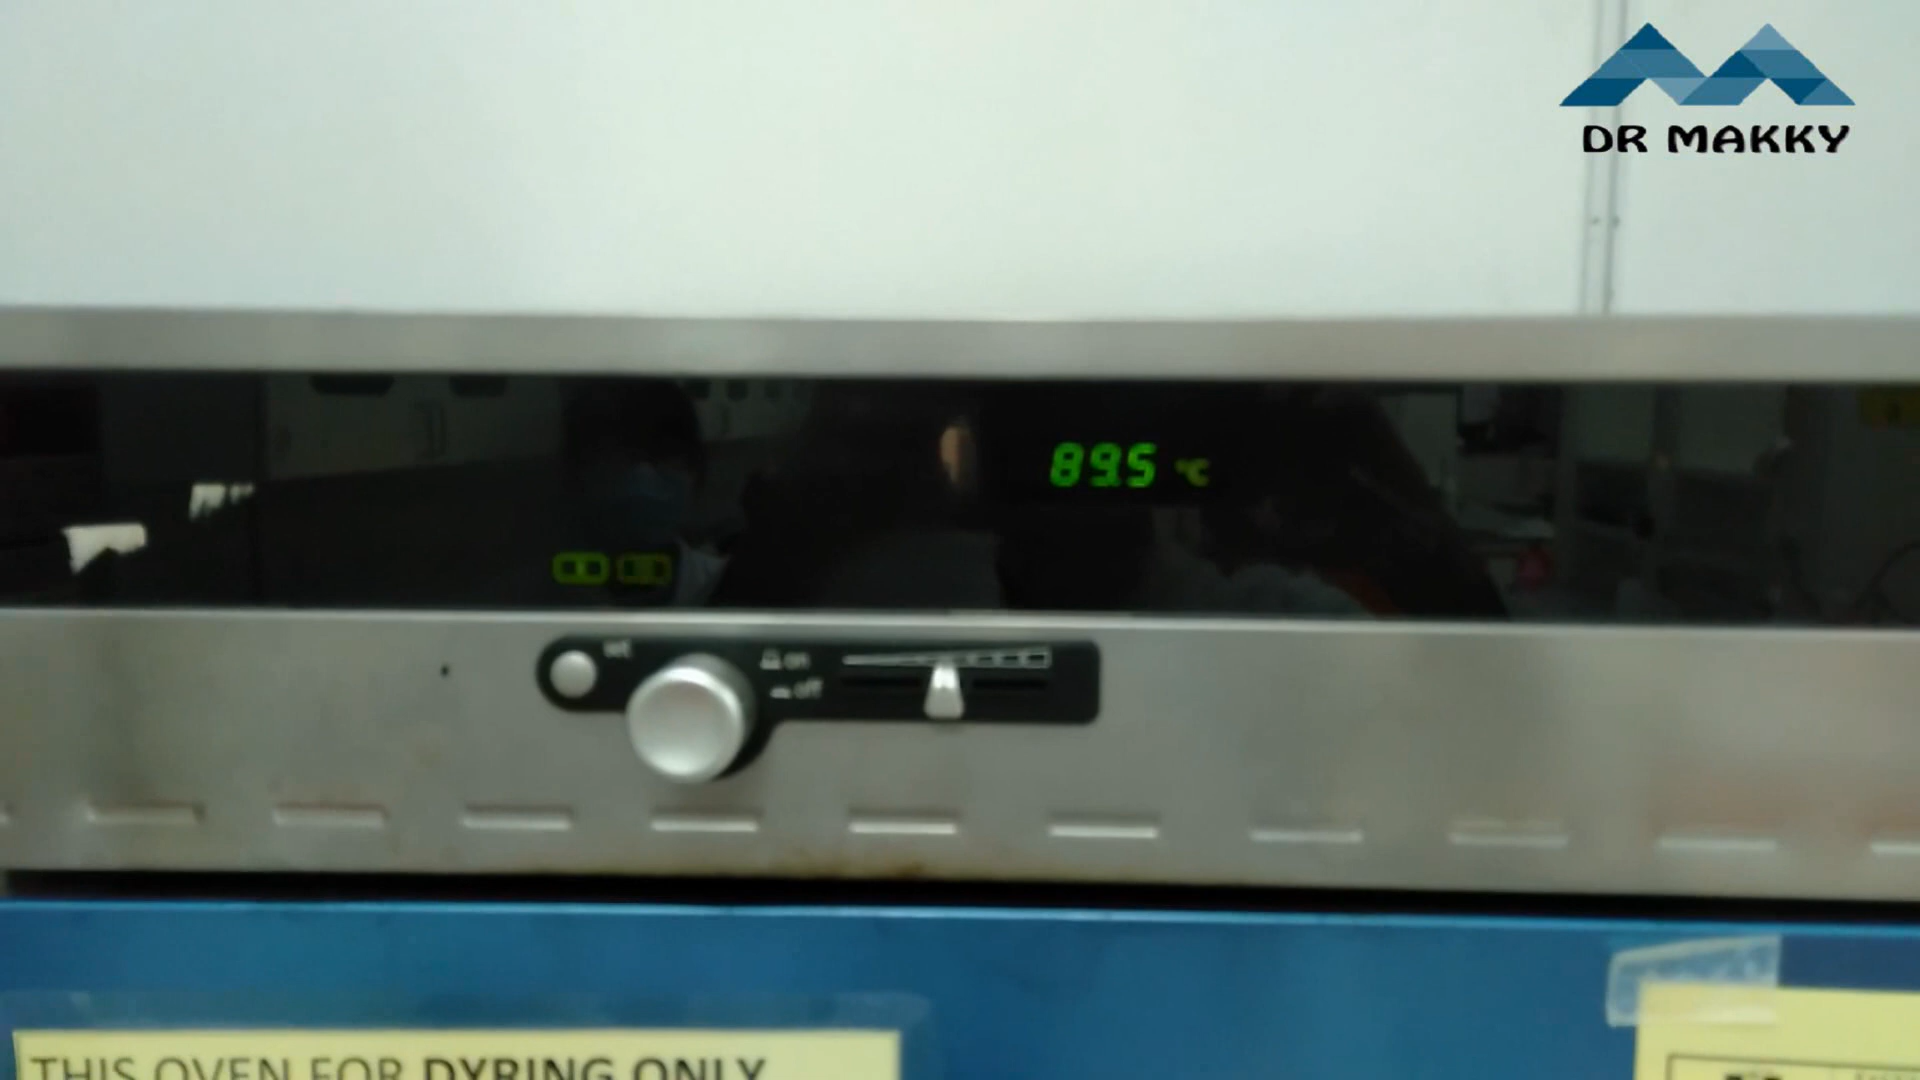 DR MAKKY
89.5 °C
set
on
off
THIS OVEN FOR DYRING ONLY